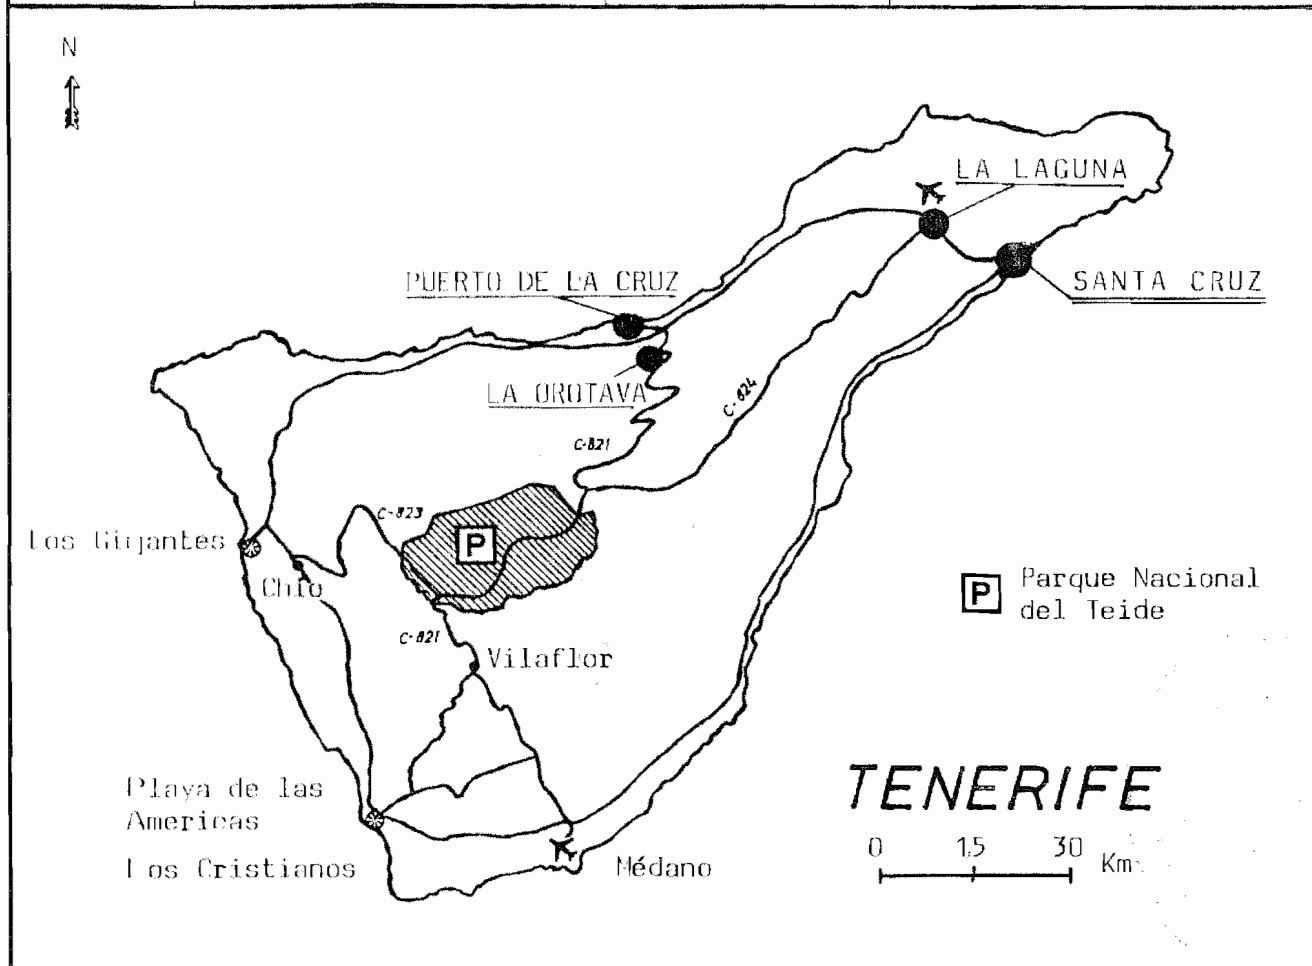 N
LA LAGUNA
PUERTO DE LA CRUZ
SANTA CRUZ
LA OROTAVA
C-824
C-821
C-823
P
Los Gigantes
Chío
P Parque Nacional
del Teide
C-821
Vilaflor
TENERIFE
Playa de las
Americas
Los Cristianos
Médano
0 15 30 Km